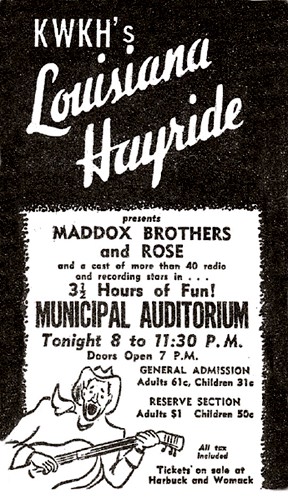 KWKH's
Louisiana
Hayride
presents
MADDOX BROTHERS
and ROSE
and a cast of more than 40 radio
and recording stars in . . .
3½ Hours of Fun!
MUNICIPAL AUDITORIUM
Tonight 8 to 11:30 P.M.
Doors Open 7 P.M.
GENERAL ADMISSION
Adults 61c, Children 31c
RESERVE SECTION
Adults $1 Children 50c
All tax
Included
Tickets on sale at
Harbuck and Womack